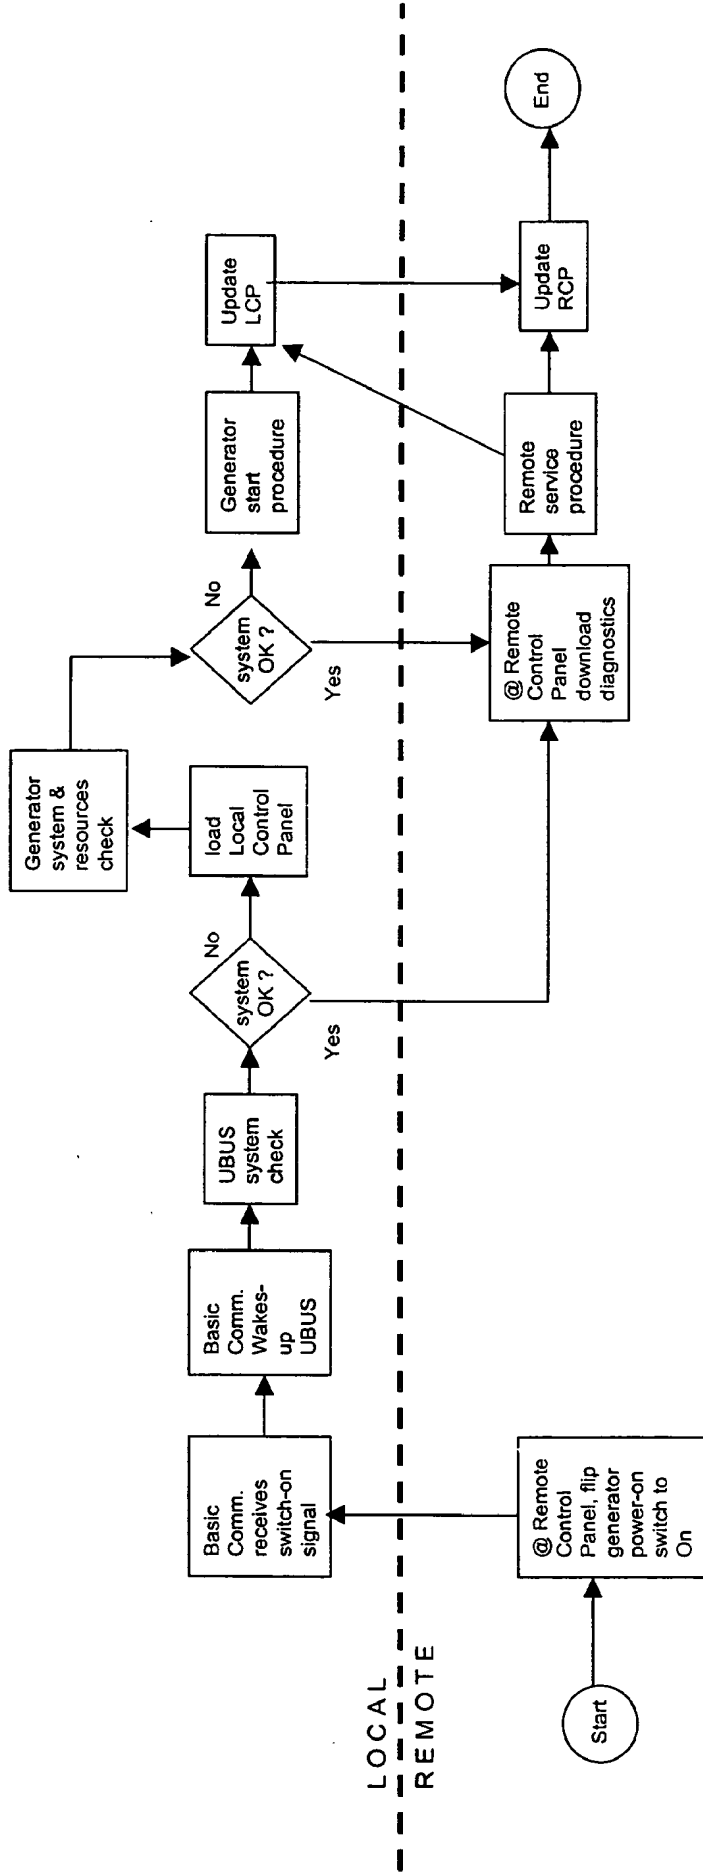 Start
@ Remote
Control
Panel, flip
generator
power-on
switch to
On
LOCAL
REMOTE
Basic
Comm.
receives
switch-on
signal
Basic
Comm.
Wakes-
up
UBUS
UBUS
system
check
system
OK ?
No
Yes
load
Local
Control
Panel
Generator
system &
resources
check
system
OK ?
No
Yes
@ Remote
Control
Panel
download
diagnostics
Generator
start
procedure
Remote
service
procedure
Update
LCP
Update
RCP
End